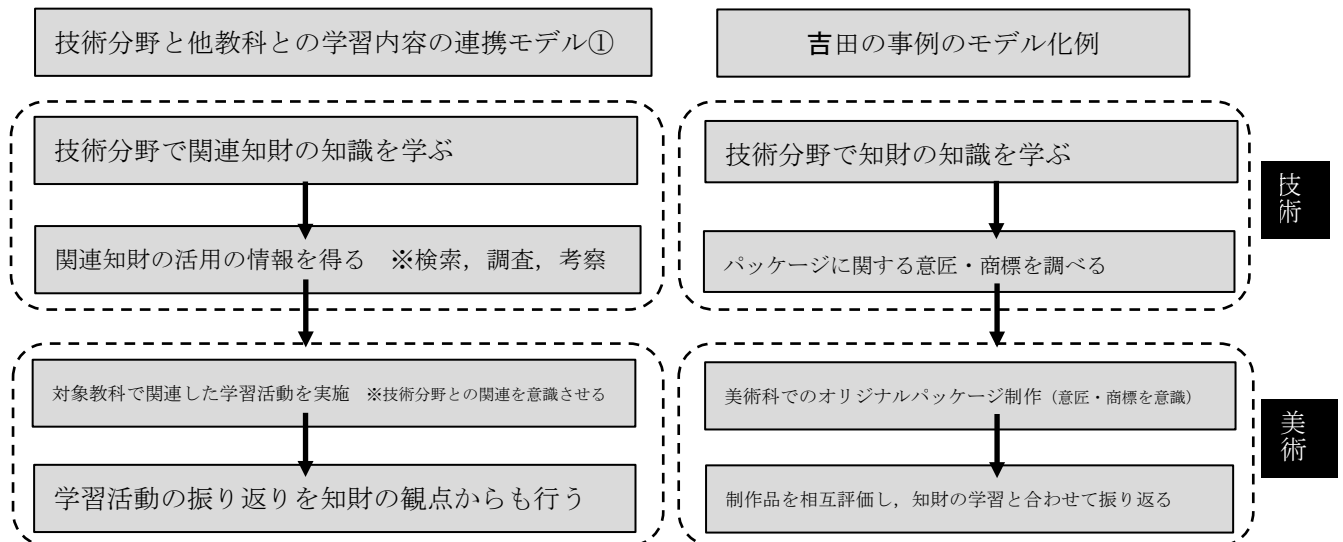 技術分野と他教科との学習内容の連携モデル①
技術分野で関連知財の知識を学ぶ
関連知財の活用の情報を得る　※検索，調査，考察
対象教科で関連した学習活動を実施　※技術分野との関連を意識させる
学習活動の振り返りを知財の観点からも行う
吉田の事例のモデル化例
技術分野で知財の知識を学ぶ
パッケージに関する意匠・商標を調べる
美術科でのオリジナルパッケージ制作（意匠・商標を意識）
制作品を相互評価し，知財の学習と合わせて振り返る
技術
美術